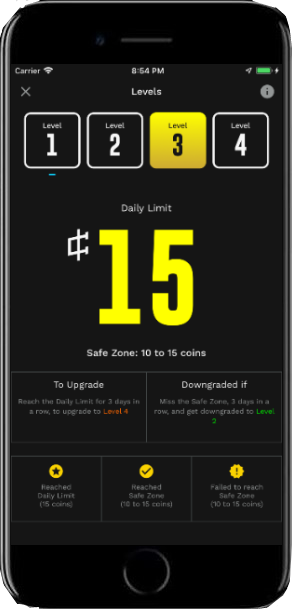 Carrier 8:54 PM
Levels
Level Level Level Level
1 2 3 4
Daily Limit
15
Safe Zone: 10 to 15 coins
To Upgrade Downgraded if
Reach the Daily Limit for 3 days in Miss the Safe Zone, 3 days in a
a row, to upgrade to Level 4 row, and get downgraded to Level
2
Reached Reached Failed to reach
Daily Limit Safe Zone Safe Zone
(15 coins) (10 to 15 coins) (10 to 15 coins)